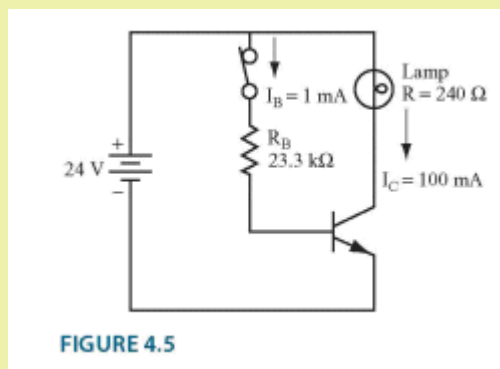 Lamp
I_B = 1 mA
R = 240 Ω
+
R_B
23.3 kΩ
24 V
−
I_C = 100 mA
FIGURE 4.5